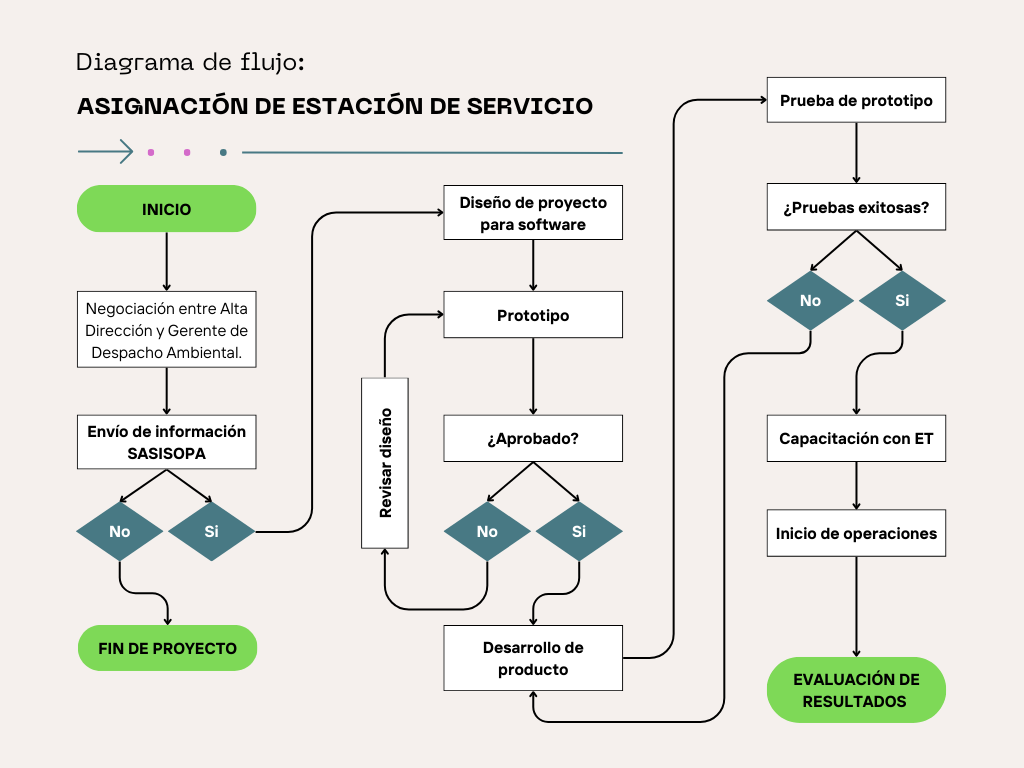 Diagrama de flujo:
ASIGNACIÓN DE ESTACIÓN DE SERVICIO
INICIO
Negociación entre Alta
Dirección y Gerente de
Despacho Ambiental.
Envío de información
SASISOPA
No
Si
FIN DE PROYECTO
Diseño de proyecto
para software
Prototipo
Revisar diseño
¿Aprobado?
No
Si
Desarrollo de
producto
Prueba de prototipo
¿Pruebas exitosas?
No
Si
Capacitación con ET
Inicio de operaciones
EVALUACIÓN DE
RESULTADOS